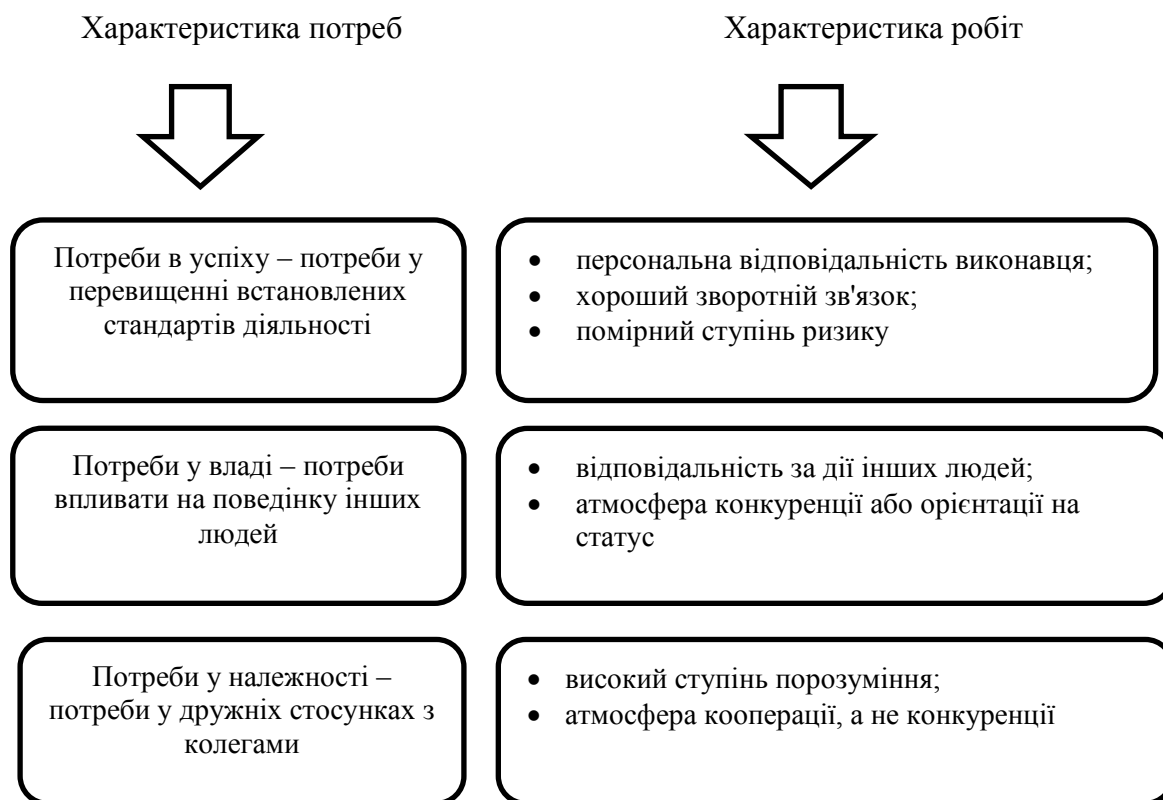 Характеристика потреб
Характеристика робіт
Потреби в успіху – потреби у
перевищенні встановлених
стандартів діяльності
• персональна відповідальність виконавця;
• хороший зворотній зв'язок;
• помірний ступінь ризику
Потреби у владі – потреби
впливати на поведінку інших
людей
• відповідальність за дії інших людей;
• атмосфера конкуренції або орієнтації на
статус
Потреби у належності –
потреби у дружніх стосунках з
колегами
• високий ступінь порозуміння;
• атмосфера кооперації, а не конкуренції